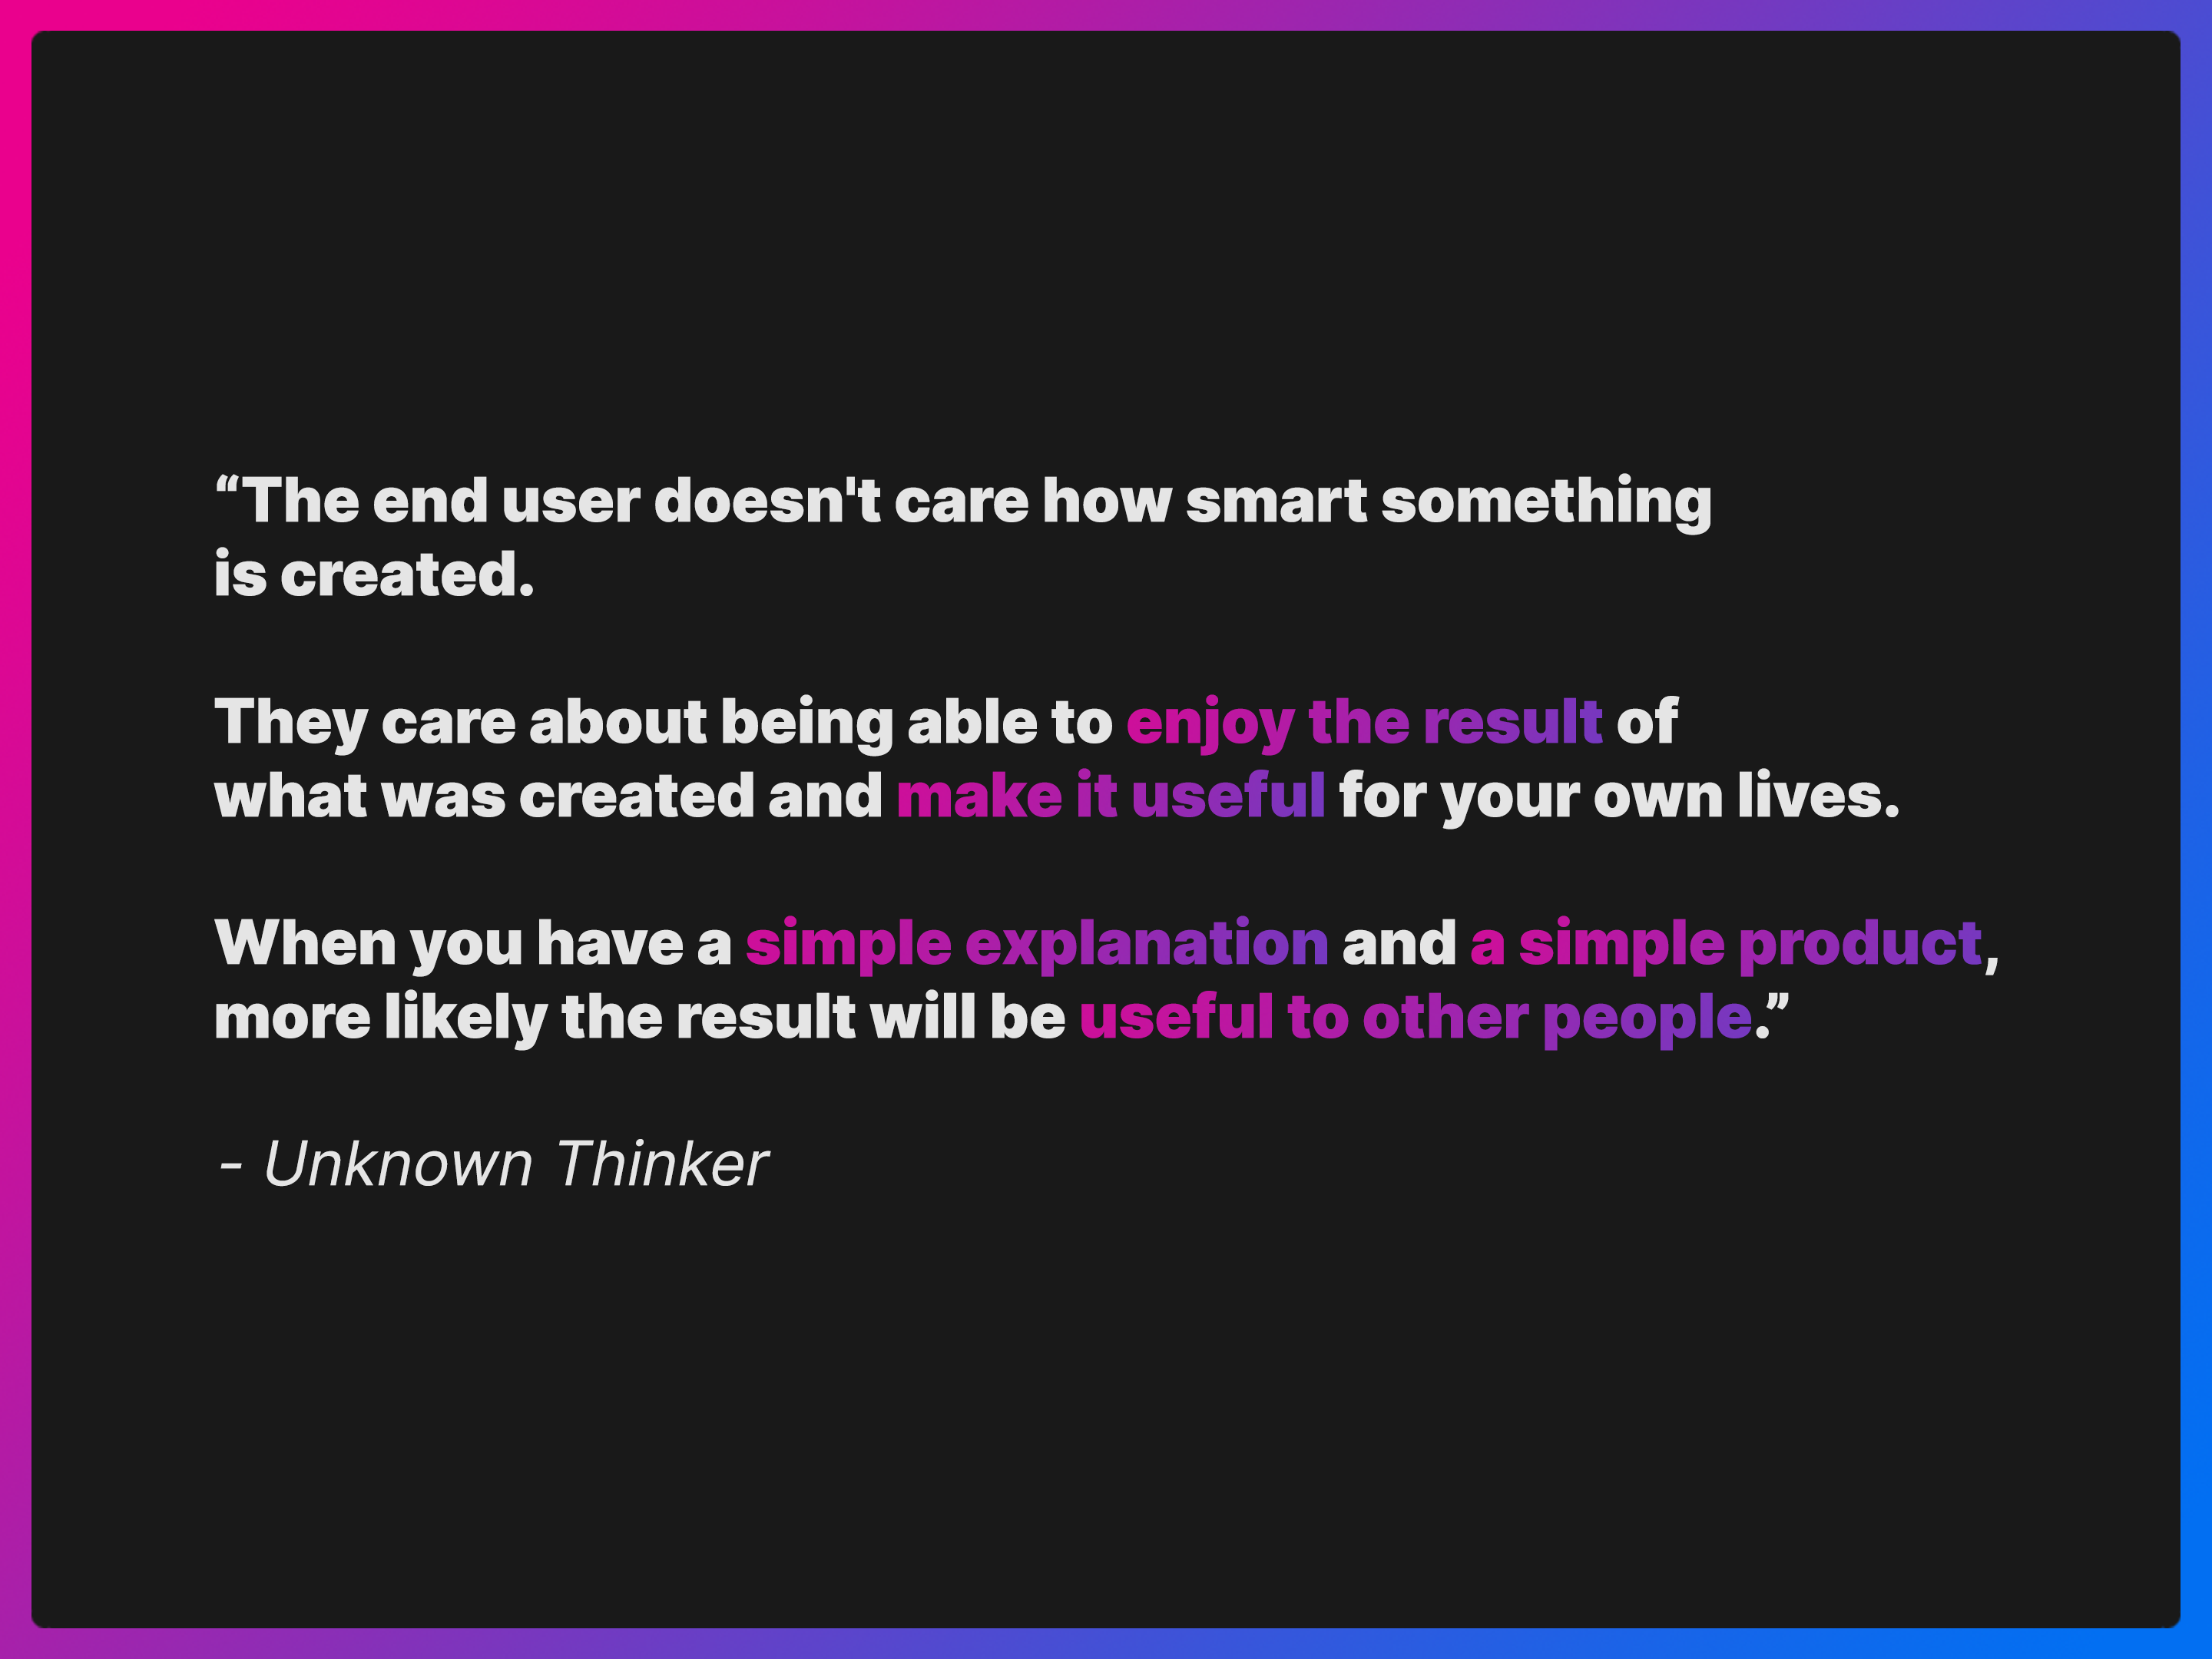 “The end user doesn't care how smart something
is created.
They care about being able to enjoy the result of
what was created and make it useful for your own lives.
When you have a simple explanation and a simple product,
more likely the result will be useful to other people.”
- Unknown Thinker